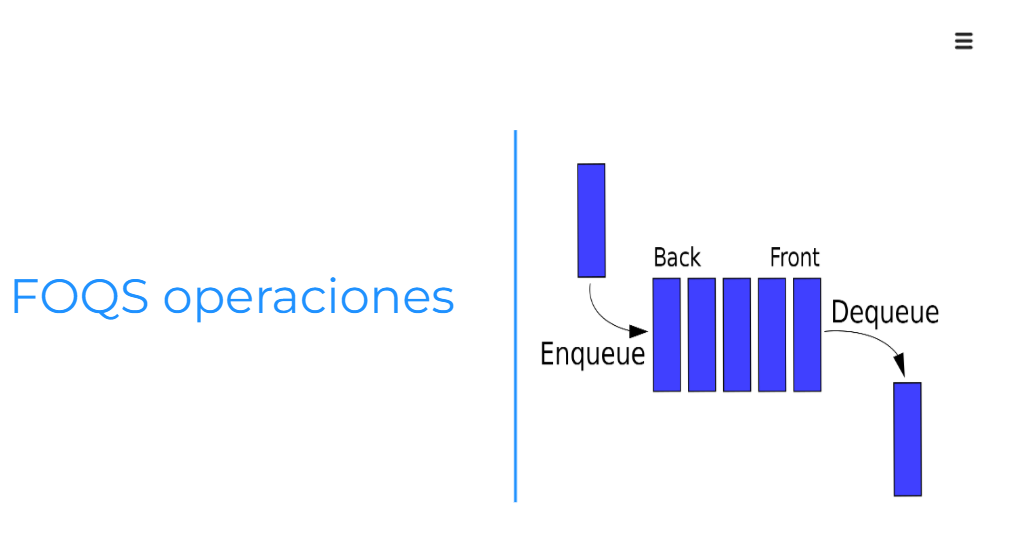 FOQS operaciones
Back
Front
Enqueue
Dequeue